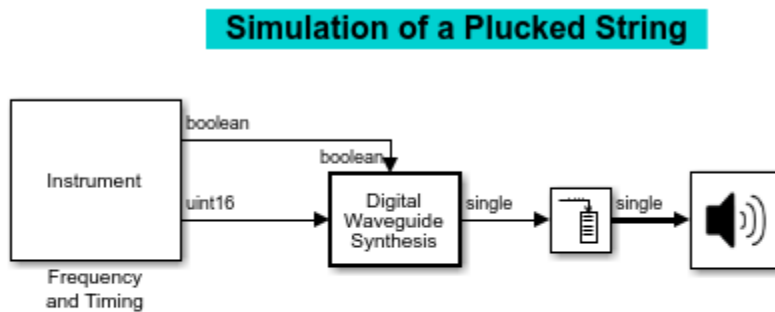 Simulation of a Plucked String
boolean
boolean
Instrument
uint16
Digital
Waveguide
Synthesis
single
single
Frequency
and Timing